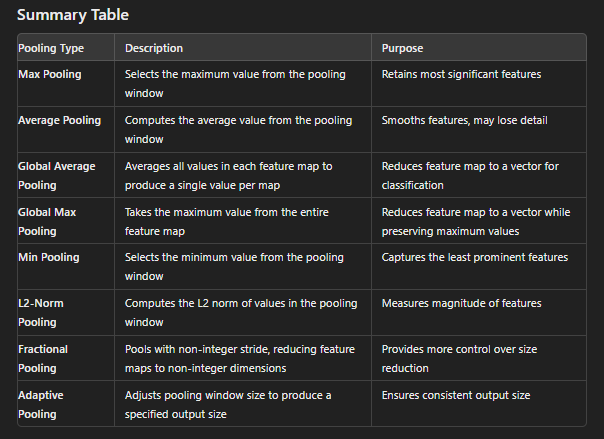 Summary Table
Pooling Type Description Purpose
Max Pooling Selects the maximum value from the pooling Retains most significant features
window
Average Pooling Computes the average value from the pooling Smooths features, may lose detail
window
Global Average Averages all values in each feature map to Reduces feature map to a vector for
Pooling produce a single value per map classification
Global Max Takes the maximum value from the entire Reduces feature map to a vector while
Pooling feature map preserving maximum values
Min Pooling Selects the minimum value from the pooling Captures the least prominent features
window
L2-Norm Computes the L2 norm of values in the pooling Measures magnitude of features
Pooling window
Fractional Pools with non-integer stride, reducing feature Provides more control over size
Pooling maps to non-integer dimensions reduction
Adaptive Adjusts pooling window size to produce a Ensures consistent output size
Pooling specified output size